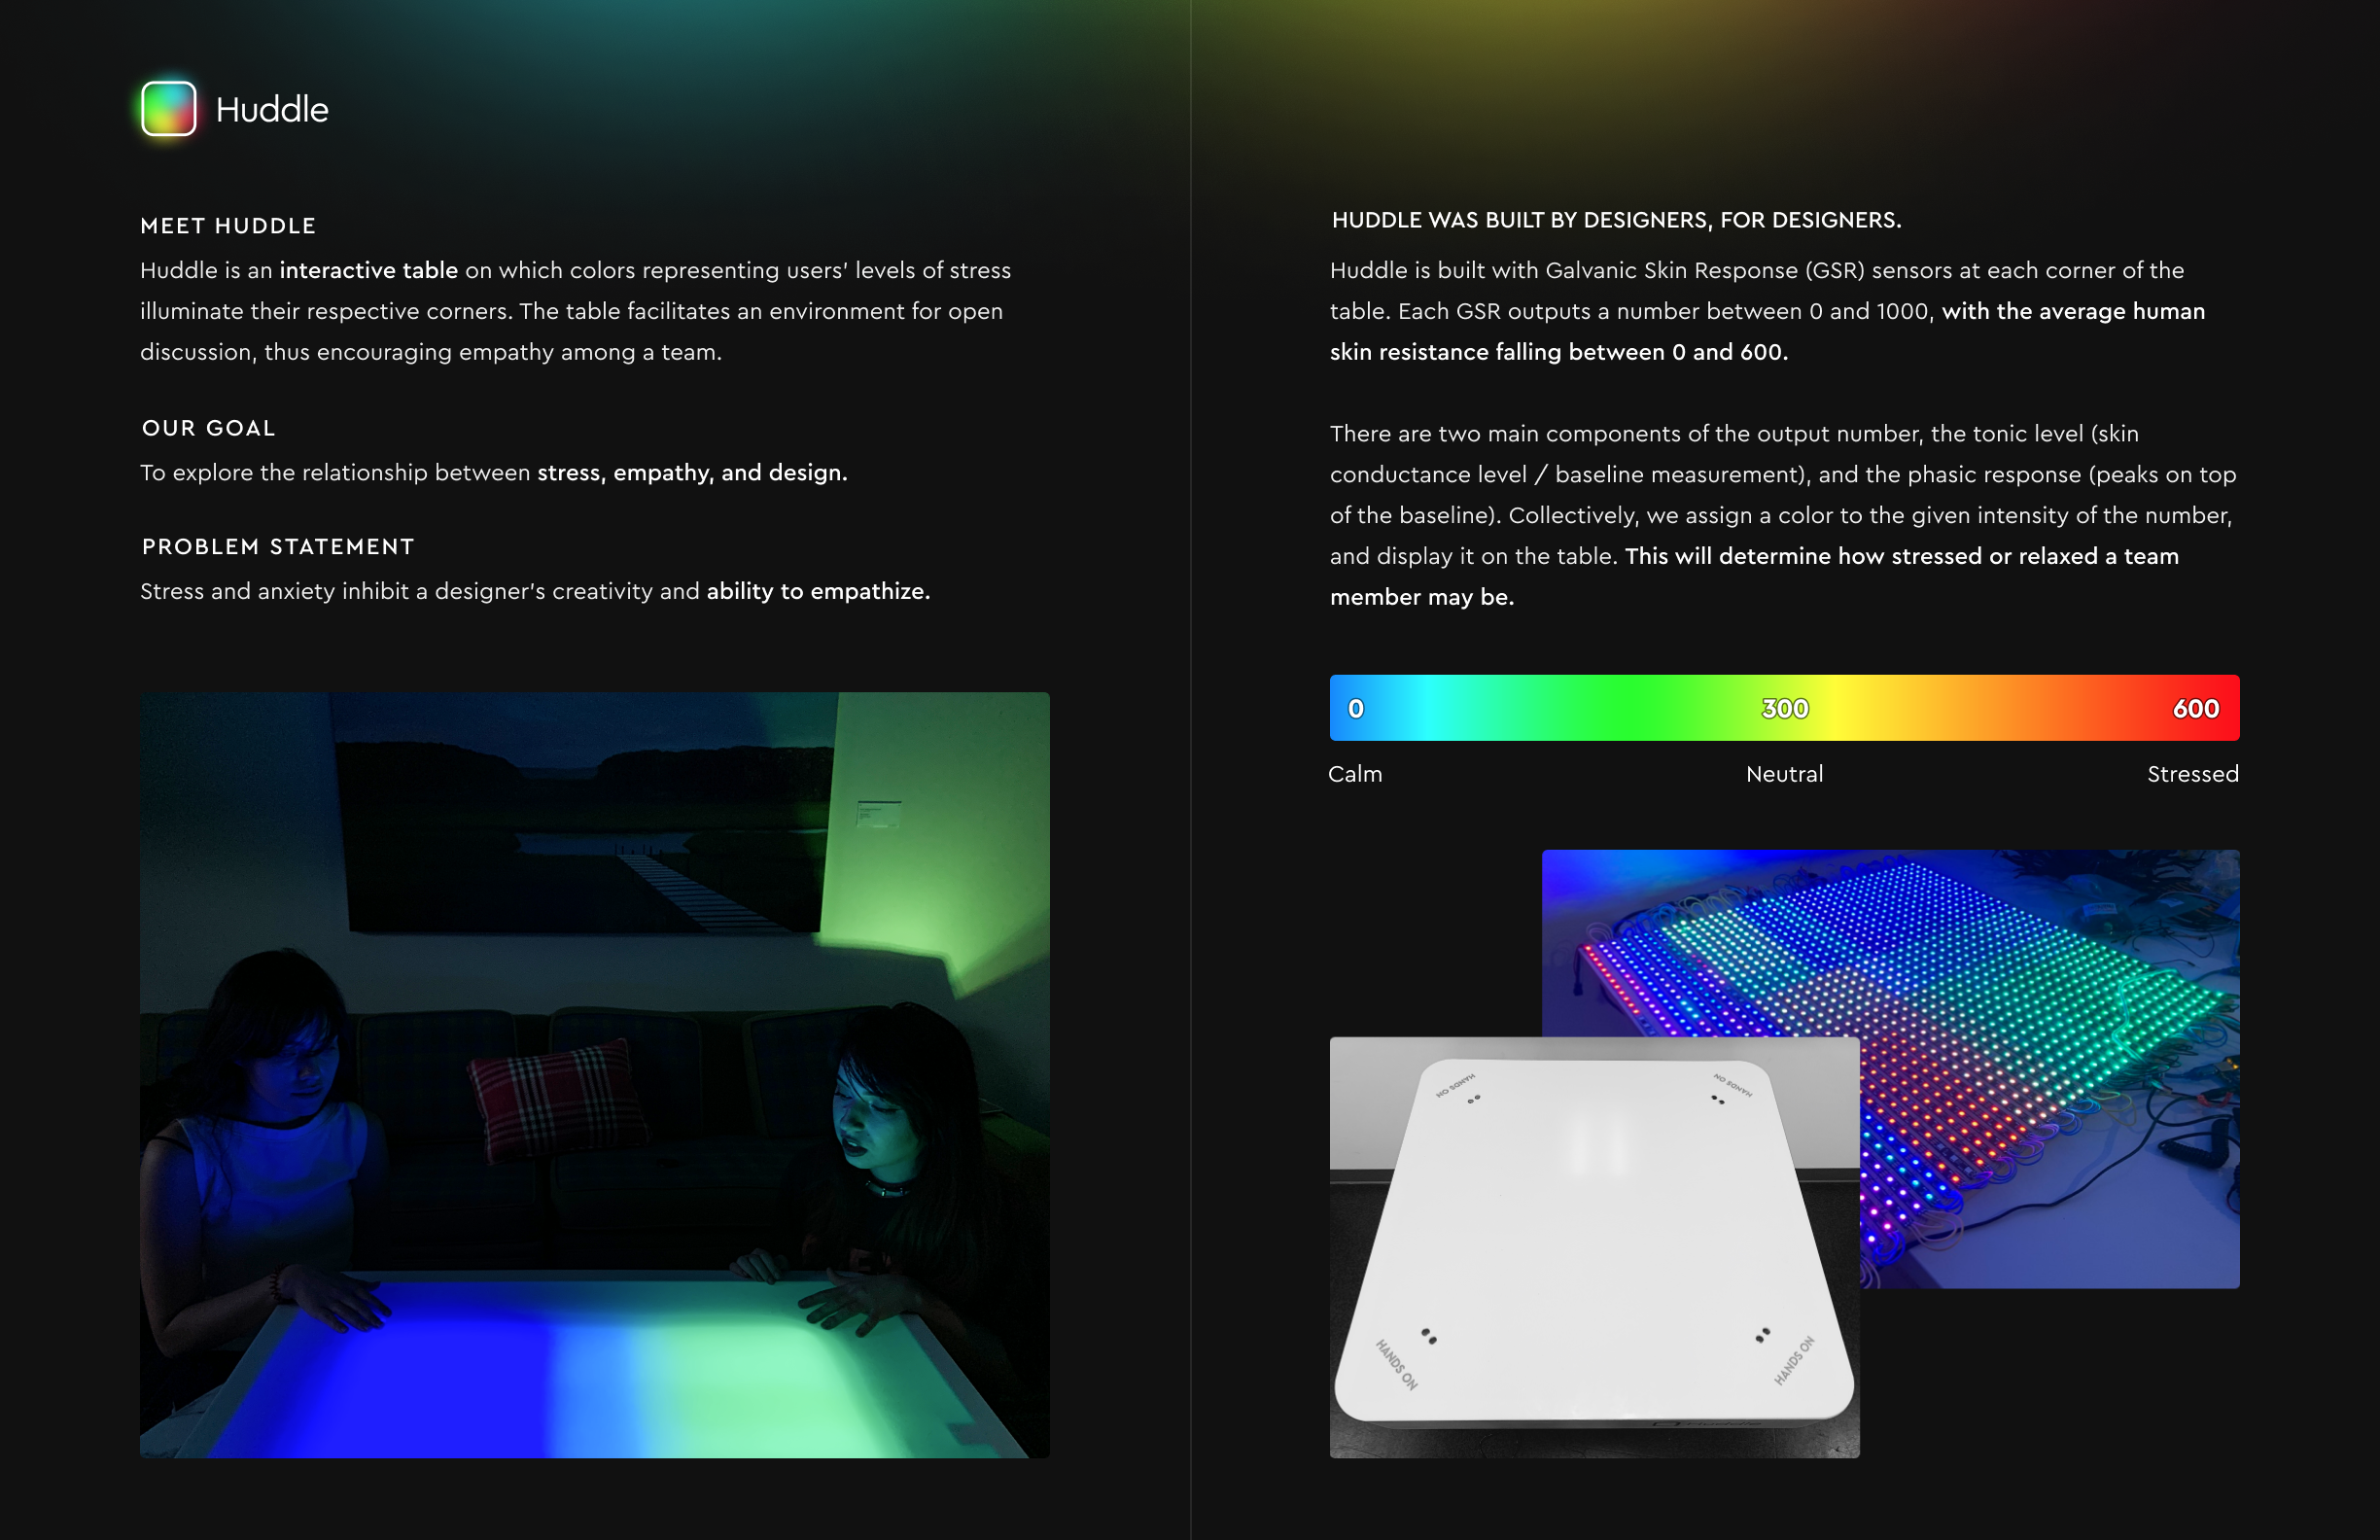 Huddle
MEET HUDDLE
Huddle is an interactive table on which colors representing users’ levels of stress
illuminate their respective corners. The table facilitates an environment for open
discussion, thus encouraging empathy among a team.
OUR GOAL
To explore the relationship between stress, empathy, and design.
PROBLEM STATEMENT
Stress and anxiety inhibit a designer’s creativity and ability to empathize.
HUDDLE WAS BUILT BY DESIGNERS, FOR DESIGNERS.
Huddle is built with Galvanic Skin Response (GSR) sensors at each corner of the
table. Each GSR outputs a number between 0 and 1000, with the average human
skin resistance falling between 0 and 600.
There are two main components of the output number, the tonic level (skin
conductance level / baseline measurement), and the phasic response (peaks on top
of the baseline). Collectively, we assign a color to the given intensity of the number,
and display it on the table. This will determine how stressed or relaxed a team
member may be.
0 300 600
Calm Neutral Stressed
HANDS ON
HANDS ON
HANDS ON
HANDS ON